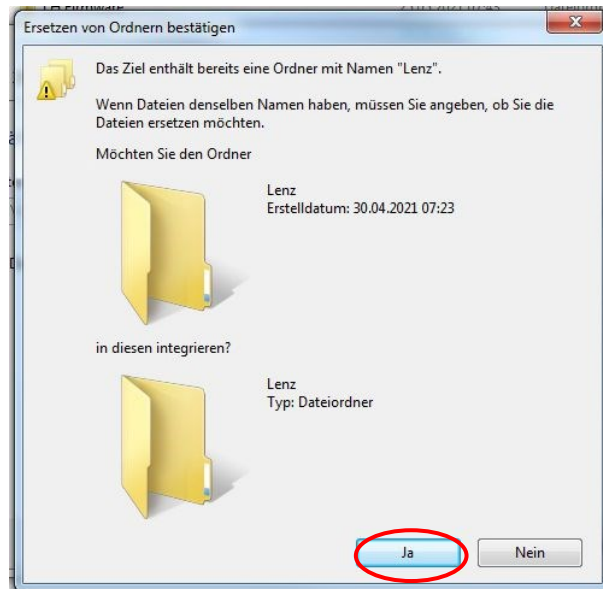 Ersetzen von Ordnern bestätigen
Das Ziel enthält bereits eine Ordner mit Namen "Lenz".
Wenn Dateien denselben Namen haben, müssen Sie angeben, ob Sie die
Dateien ersetzen möchten.
Möchten Sie den Ordner
Lenz
Erstelldatum: 30.04.2021 07:23
in diesen integrieren?
Lenz
Typ: Dateiordner
Ja
Nein